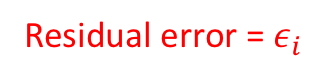 Residual error = ϵᵢ